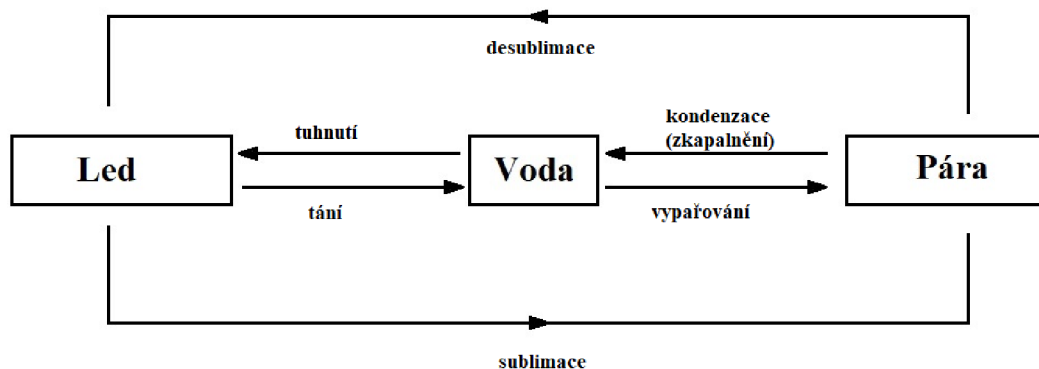 desublimace
kondenzace
(zkapalnění)
tuhnutí
Led
Voda
Pára
tání
vypařování
sublimace